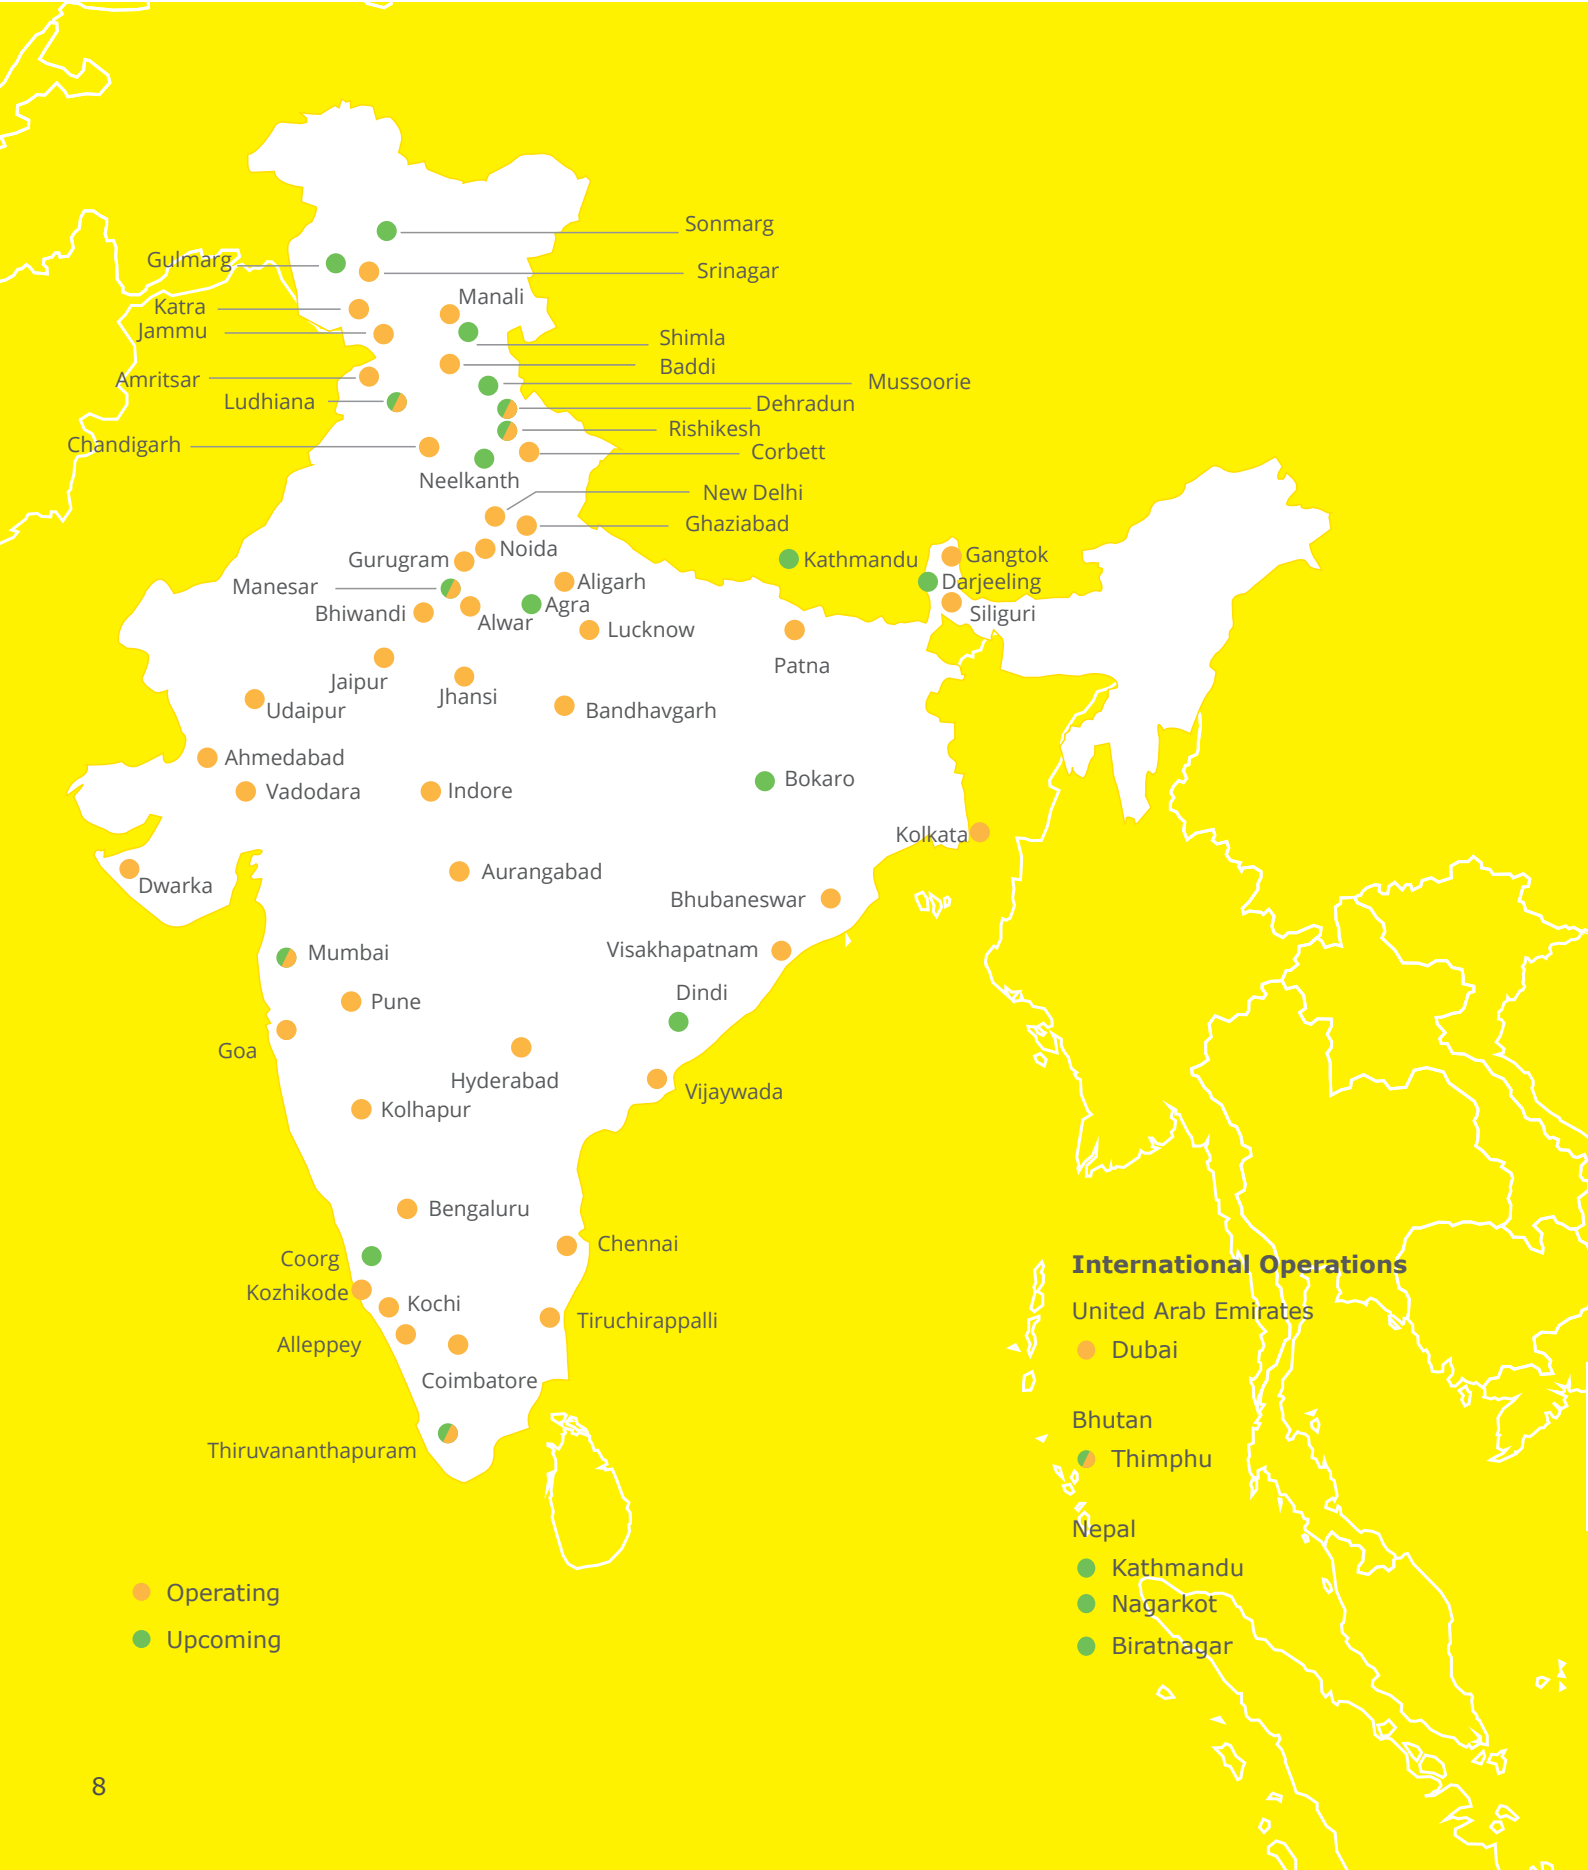 Sonmarg
Gulmarg
Srinagar
Manali
Katra
Jammu
Shimla
Baddi
Amritsar
Mussoorie
Ludhiana
Dehradun
Rishikesh
Chandigarh
Corbett
Neelkanth
New Delhi
Ghaziabad
Noida
Gurugram
Kathmandu
Gangtok
Manesar
Aligarh
Darjeeling
Bhiwandi
Agra
Alwar
Siliguri
Lucknow
Patna
Jaipur
Jhansi
Udaipur
Bandhavgarh
Ahmedabad
Vadodara
Indore
Bokaro
Kolkata
Aurangabad
Dwarka
Bhubaneswar
Mumbai
Visakhapatnam
Dindi
Pune
Goa
Hyderabad
Vijaywada
Kolhapur
Bengaluru
Chennai
Coorg
Kozhikode
Kochi
Tiruchirappalli
Alleppey
Coimbatore
Thiruvananthapuram
International Operations
United Arab Emirates
Dubai
Bhutan
Thimphu
Nepal
Kathmandu
Nagarkot
Biratnagar
Operating
Upcoming
8